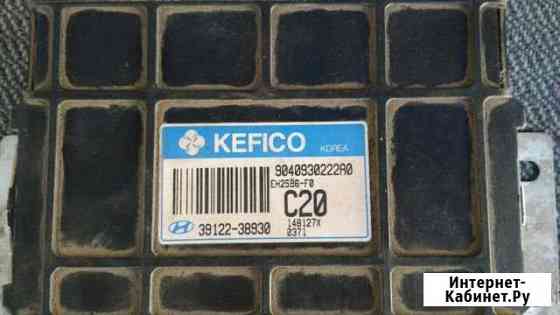 KEFICO
KOREA
9040930222A0
EH2596-F0
C20
148127X
0371
39122-38930
Интернет-
Кабинет.Ру